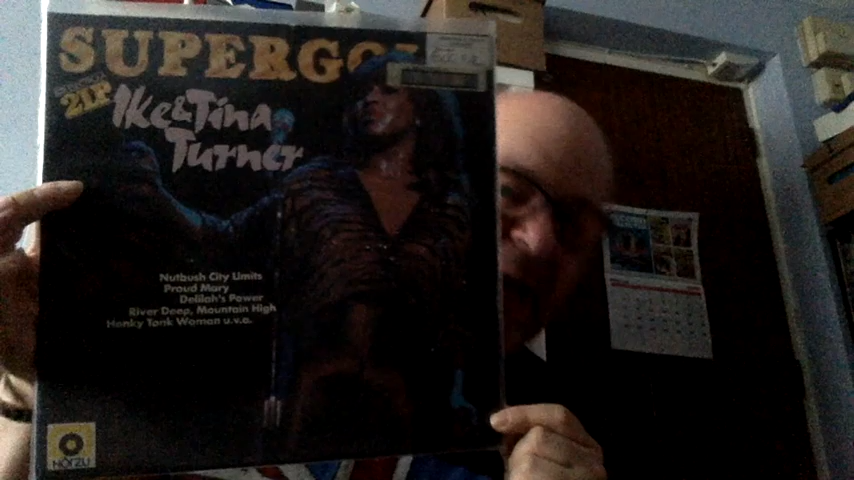 SUPERGOL
2LP
Ike & Tina
Turner
Nutbush City Limits
Proud Mary
Delilah's Power
River Deep, Mountain High
Honky Tonk Woman u.v.a.
HÖRZU